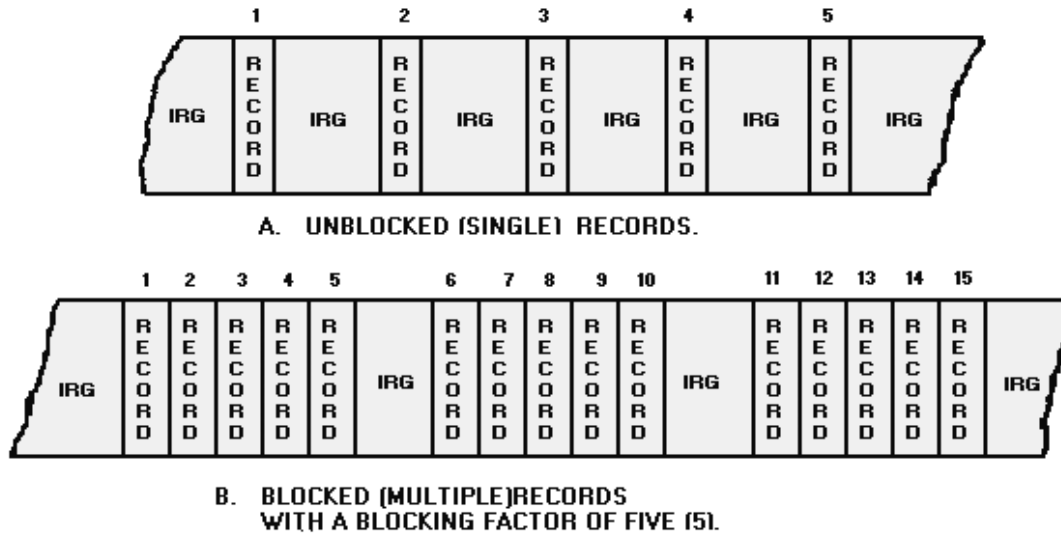 1 2 3 4 5
IRG RECORD IRG RECORD IRG RECORD IRG RECORD IRG RECORD IRG
A. UNBLOCKED (SINGLE) RECORDS.
1 2 3 4 5 6 7 8 9 10 11 12 13 14 15
IRG RECORD RECORD RECORD RECORD RECORD IRG RECORD RECORD RECORD RECORD RECORD IRG RECORD RECORD RECORD RECORD RECORD IRG
B. BLOCKED (MULTIPLE)RECORDS
WITH A BLOCKING FACTOR OF FIVE (5).